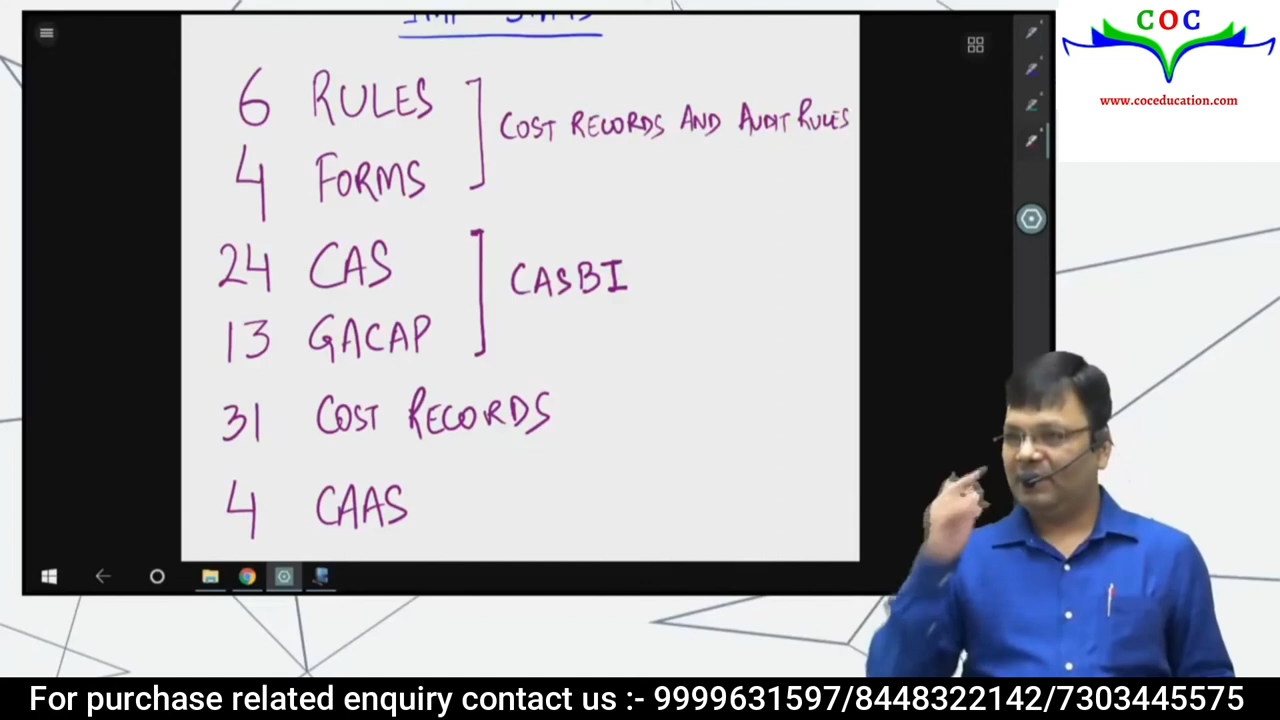 COC
www.coceducation.com
6 RULES
4 FORMS
COST RECORDS AND AUDIT RULES
24 CAS
13 GACAP
CASBI
31 COST RECORDS
4 CAAS
For purchase related enquiry contact us :- 9999631597/8448322142/7303445575